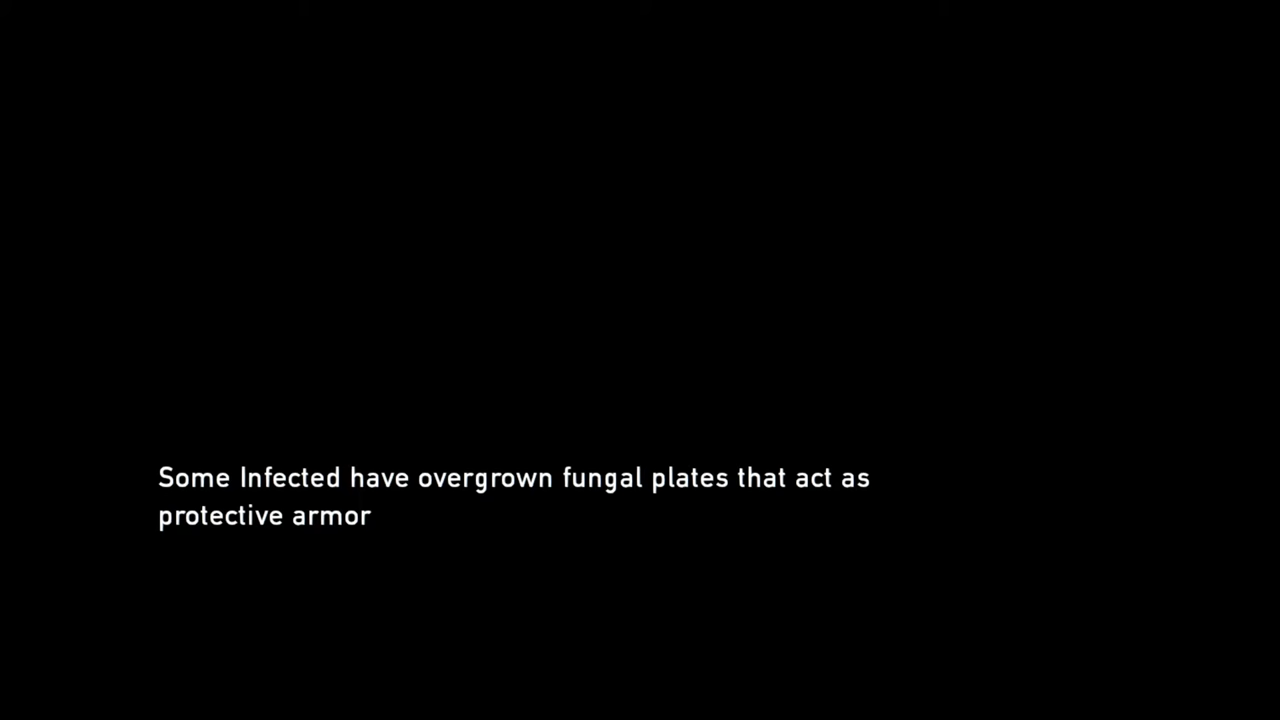 Some Infected have overgrown fungal plates that act as
protective armor